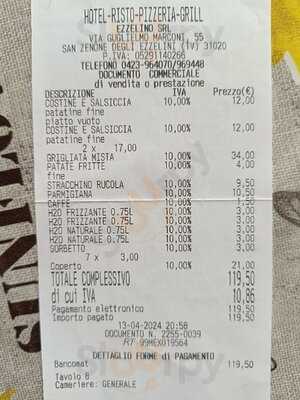 HOTEL-RISTO-PIZZERIA-GRILL
EZZELINO SRL
VIA GUGLIELMO MARCONI, 55
SAN ZENONE DEGLI EZZELINI (TV) 31020
P.IVA: 05291140266
TELEFONO 0423-964070/969448
DOCUMENTO COMMERCIALE
di vendita o prestazione
DESCRIZIONE IVA Prezzo(€)
COSTINE E SALSICCIA 10,00% 12,00
patatine fine
piatto vuoto
COSTINE E SALSICCIA 10,00% 12,00
patatine fine
2 x 17,00
GRIGLIATA MISTA 10,00% 34,00
PATATE FRITTE 10,00% 4,00
fine
STRACCHINO RUCOLA 10,00% 9,50
PARMIGIANA 10,00% 10,50
CAFFE 10,00% 1,50
H2O FRIZZANTE 0.75L 10,00% 3,00
H2O FRIZZANTE 0.75L 10,00% 3,00
H2O NATURALE 0.75L 10,00% 3,00
H2O NATURALE 0.75L 10,00% 3,00
SORBETTO 10,00% 3,00
7 x 3,00
Coperto 10,00% 21,00
TOTALE COMPLESSIVO 119,50
di cui IVA 10,86
Pagamento elettronico 119,50
Importo pagato 119,50
13-04-2024 20:58
DOCUMENTO N. 2255-0039
RT 99MEX019564
DETTAGLIO FORME di PAGAMENTO
Bancomat 119,50
Tavolo 8
Cameriere: GENERALE